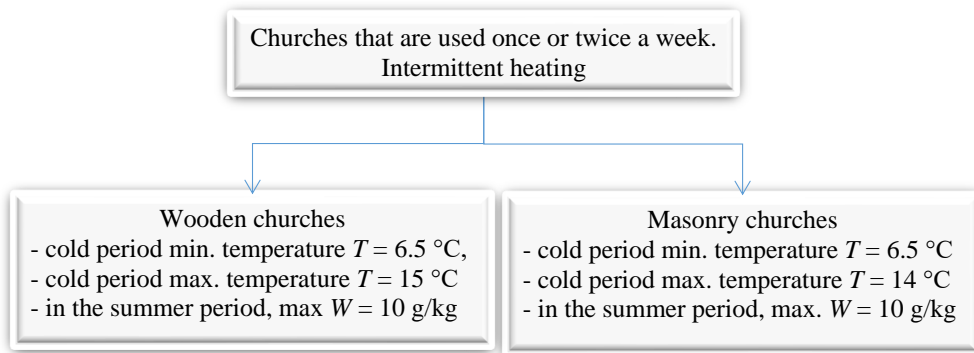 Churches that are used once or twice a week.
Intermittent heating
Wooden churches
- cold period min. temperature T = 6.5 °C,
- cold period max. temperature T = 15 °C
- in the summer period, max W = 10 g/kg
Masonry churches
- cold period min. temperature T = 6.5 °C
- cold period max. temperature T = 14 °C
- in the summer period, max. W = 10 g/kg